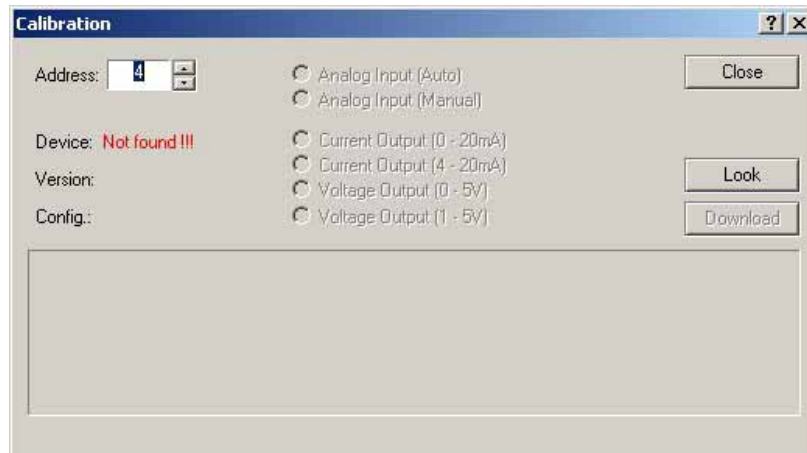 Calibration
Address: 4
Analog Input (Auto)
Analog Input (Manual)
Close
Device: Not found !!!
Version:
Config.:
Current Output (0 - 20mA)
Current Output (4 - 20mA)
Voltage Output (0 - 5V)
Voltage Output (1 - 5V)
Look
Download